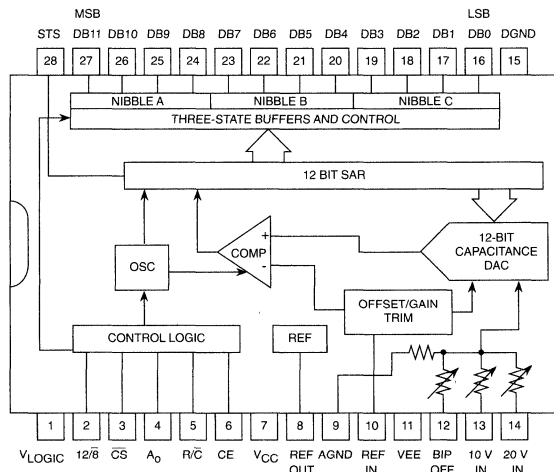 MSB LSB
STS DB11 DB10 DB9 DB8 DB7 DB6 DB5 DB4 DB3 DB2 DB1 DB0 DGND
28 27 26 25 24 23 22 21 20 19 18 17 16 15
NIBBLE A NIBBLE B NIBBLE C
THREE-STATE BUFFERS AND CONTROL
12 BIT SAR
+
COMP
-
OSC
12-BIT
CAPACITANCE
DAC
OFFSET/GAIN
TRIM
CONTROL LOGIC
REF
1 2 3 4 5 6 7 8 9 10 11 12 13 14
V_LOGIC 12/8̅ C̅S̅ A₀ R/C̅ CE V_CC REF AGND REF VEE BIP 10 V 20 V
OUT IN OFF IN IN